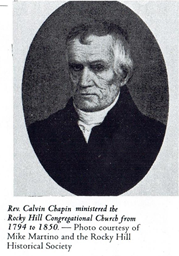 Rev. Calvin Chapin ministered the
Rocky Hill Congregational Church from
1794 to 1850. — Photo courtesy of
Mike Martino and the Rocky Hill
Historical Society